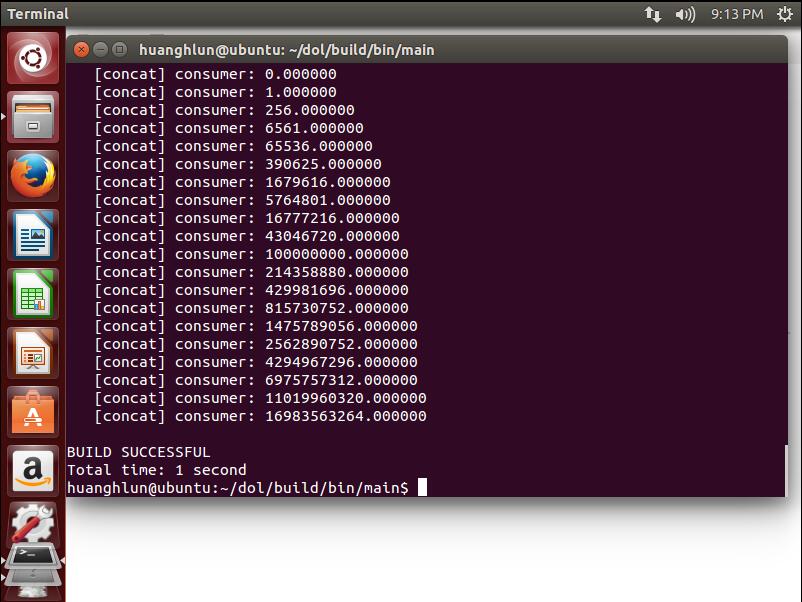 Terminal
9:13 PM
huanghlun@ubuntu: ~/dol/build/bin/main
[concat] consumer: 0.000000
[concat] consumer: 1.000000
[concat] consumer: 256.000000
[concat] consumer: 6561.000000
[concat] consumer: 65536.000000
[concat] consumer: 390625.000000
[concat] consumer: 1679616.000000
[concat] consumer: 5764801.000000
[concat] consumer: 16777216.000000
[concat] consumer: 43046720.000000
[concat] consumer: 100000000.000000
[concat] consumer: 214358880.000000
[concat] consumer: 429981696.000000
[concat] consumer: 815730752.000000
[concat] consumer: 1475789056.000000
[concat] consumer: 2562890752.000000
[concat] consumer: 4294967296.000000
[concat] consumer: 6975757312.000000
[concat] consumer: 11019960320.000000
[concat] consumer: 16983563264.000000
BUILD SUCCESSFUL
Total time: 1 second
huanghlun@ubuntu:~/dol/build/bin/main$